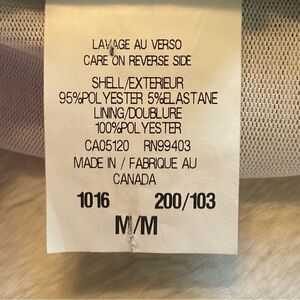 LAVAGE AU VERSO
CARE ON REVERSE SIDE
SHELL/EXTERIEUR
95%POLYESTER 5%ELASTANE
LINING/DOUBLURE
100%POLYESTER
CA05120 RN99403
MADE IN / FABRIQUE AU
CANADA
1016 200/103
M/M